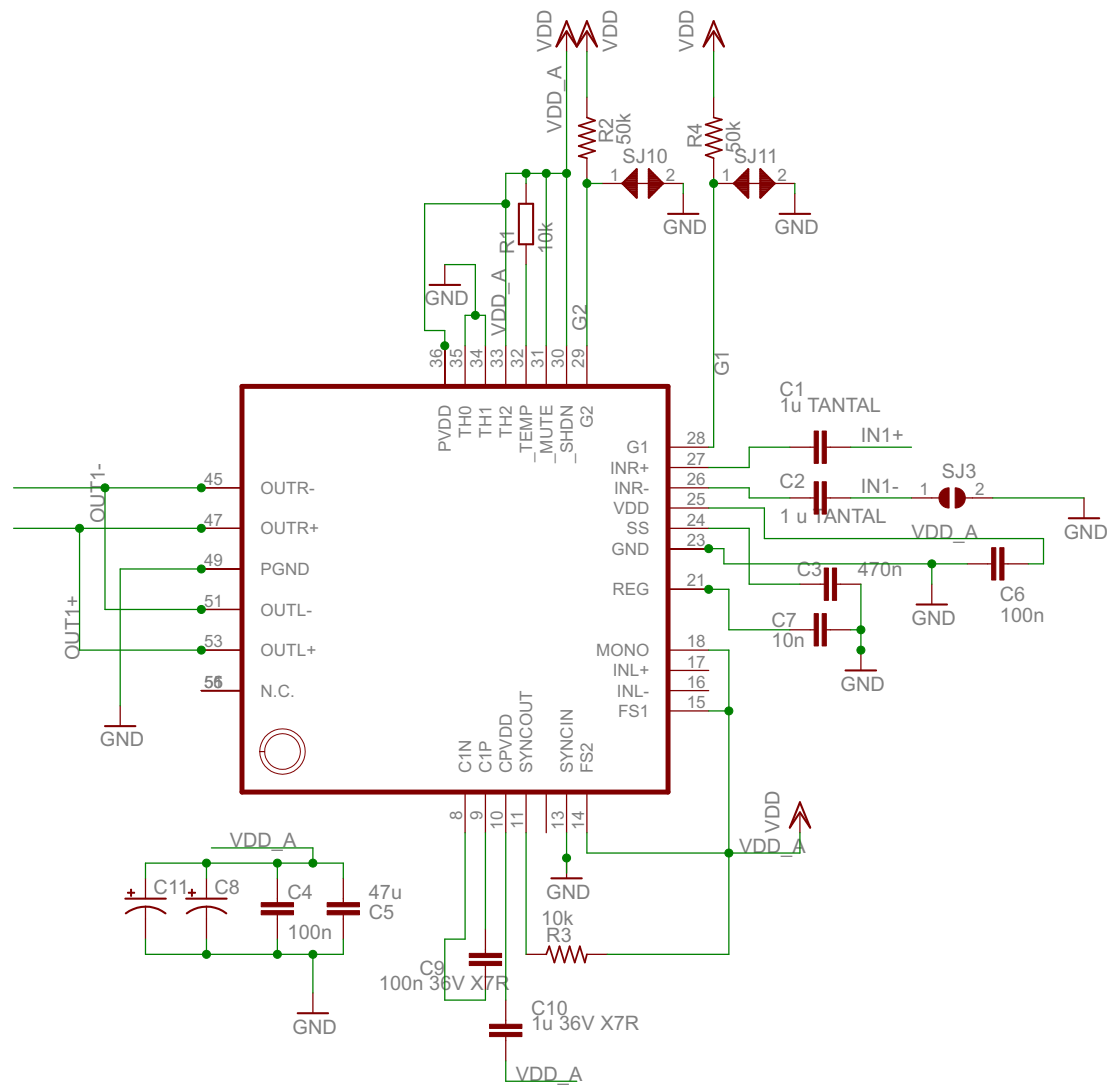 VDD
VDD
VDD
VDD_A
R2
50k
R4
50k
SJ10
1
2
SJ11
1
2
GND
GND
R1
10k
GND
VDD_A
G2
G1
36
35
34
33
32
31
30
29
PVDD
TH0
TH1
TH2
_TEMP
_MUTE
_SHDN
G2
C1
1u TANTAL
IN1+
G1
28
INR+
27
INR-
26
VDD
25
SS
24
GND
23
REG
21
MONO
18
INL+
17
INL-
16
FS1
15
C2
1 u TANTAL
IN1-
SJ3
1
2
GND
VDD_A
C3
470n
C6
100n
GND
C7
10n
GND
OUT1-
OUT1+
45
OUTR-
47
OUTR+
49
PGND
51
OUTL-
53
OUTL+
N.C.
GND
C1N
C1P
CPVDD
SYNCOUT
SYNCIN
FS2
8
9
10
11
13
14
VDD
VDD_A
GND
10k
R3
VDD_A
C11
C8
C4
100n
47u
C5
GND
C9
100n 36V X7R
C10
1u 36V X7R
VDD_A